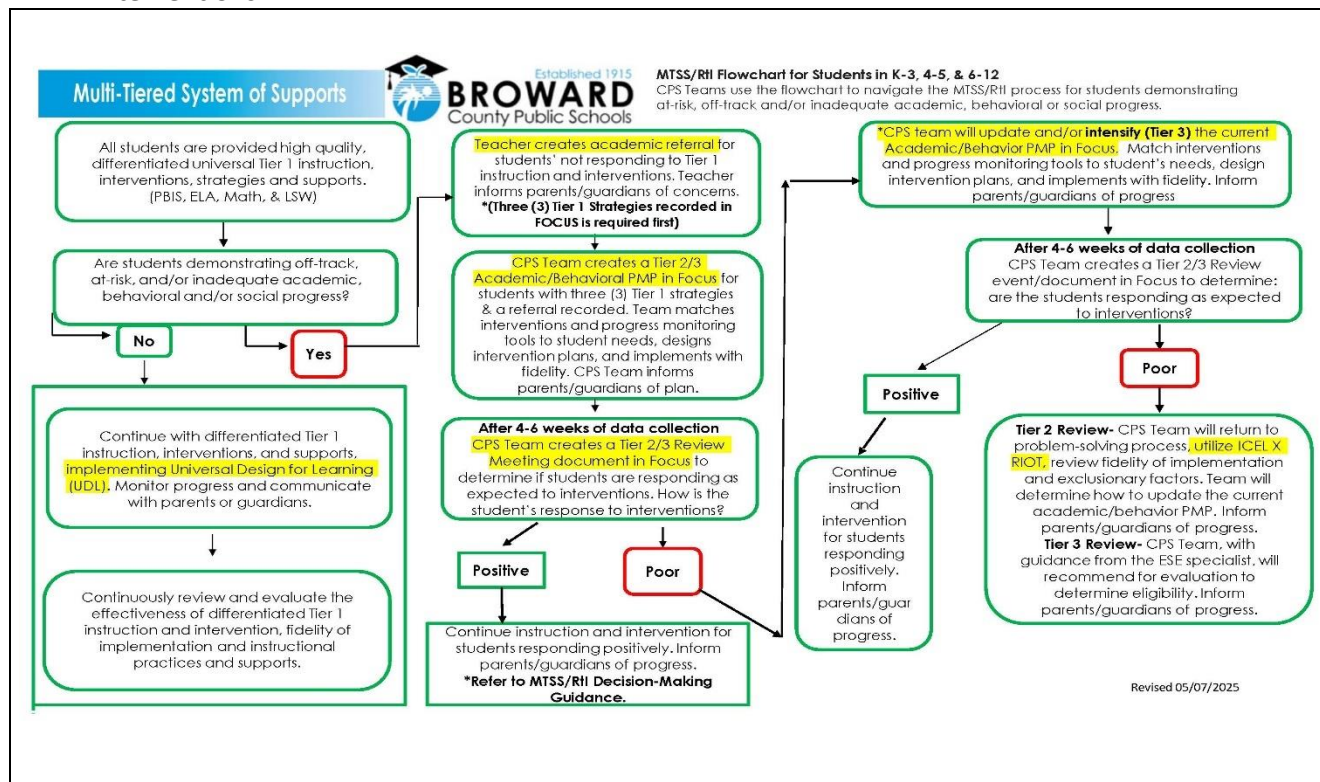 Multi-Tiered System of Supports
Established 1915
BROWARD
County Public Schools
MTSS/RtI Flowchart for Students in K-3, 4-5, & 6-12
CPS Teams use the flowchart to navigate the MTSS/RtI process for students demonstrating
at-risk, off-track and/or inadequate academic, behavioral or social progress.
All students are provided high quality,
differentiated universal Tier 1 instruction,
interventions, strategies and supports.
(PBIS, ELA, Math, & LSW)
Are students demonstrating off-track,
at-risk, and/or inadequate academic,
behavioral and/or social progress?
No
Yes
Continue with differentiated Tier 1
instruction, interventions, and supports,
implementing Universal Design for Learning
(UDL). Monitor progress and communicate
with parents or guardians.
Continuously review and evaluate the
effectiveness of differentiated Tier 1
instruction and intervention, fidelity of
implementation and instructional
practices and supports.
Teacher creates academic referral for
students' not responding to Tier 1
instruction and interventions. Teacher
informs parents/guardians of concerns.
*(Three (3) Tier 1 Strategies recorded in
FOCUS is required first)
CPS Team creates a Tier 2/3
Academic/Behavioral PMP in Focus for
students with three (3) Tier 1 strategies
& a referral recorded. Team matches
interventions and progress monitoring
tools to student needs, designs
intervention plans, and implements with
fidelity. CPS Team informs
parents/guardians of plan.
After 4-6 weeks of data collection
CPS Team creates a Tier 2/3 Review
Meeting document in Focus to
determine if students are responding as
expected to interventions. How is the
student's response to interventions?
Positive
Poor
Continue instruction and intervention for
students responding positively. Inform
parents/guardians of progress.
*Refer to MTSS/RtI Decision-Making
Guidance.
*CPS team will update and/or intensify (Tier 3) the current
Academic/Behavior PMP in Focus. Match interventions
and progress monitoring tools to student's needs, design
intervention plans, and implements with fidelity. Inform
parents/guardians of progress
After 4-6 weeks of data collection
CPS Team creates a Tier 2/3 Review
event/document in Focus to determine:
are the students responding as expected
to interventions?
Positive
Poor
Continue
instruction
and
intervention
for students
responding
positively.
Inform
parents/guar
dians of
progress.
Tier 2 Review- CPS Team will return to
problem-solving process, utilize ICEL X
RIOT, review fidelity of implementation
and exclusionary factors. Team will
determine how to update the current
academic/behavior PMP. Inform
parents/guardians of progress.
Tier 3 Review- CPS Team, with
guidance from the ESE specialist, will
recommend for evaluation to
determine eligibility. Inform
parents/guardians of progress.
Revised 05/07/2025